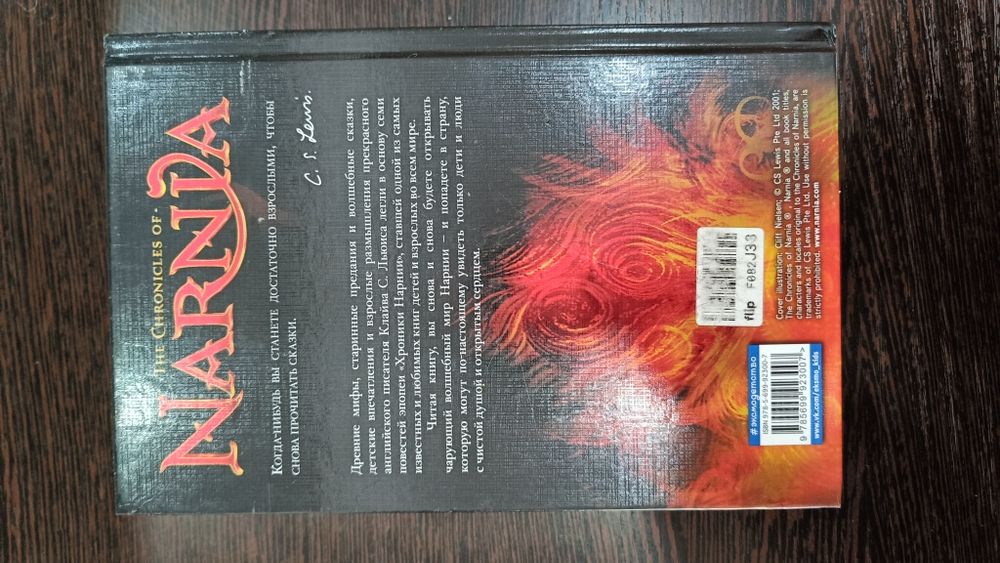 THE CHRONICLES OF
NARNIA
КОГДА-НИБУДЬ ВЫ СТАНЕТЕ ДОСТАТОЧНО ВЗРОСЛЫМИ, ЧТОБЫ
СНОВА ПРОЧИТАТЬ СКАЗКИ.
C. S. Lewis.
Древние мифы, старинные предания и волшебные сказки,
детские впечатления и взрослые размышления прекрасного
английского писателя Клайва С. Льюиса легли в основу семи
повестей эпопеи «Хроники Нарнии», ставшей одной из самых
известных и любимых книг детей и взрослых во всем мире.
Читая книгу, вы снова и снова будете открывать
чарующий волшебный мир Нарнии – и попадете в страну,
которую могут по-настоящему увидеть только дети и люди
с чистой душой и открытым сердцем.
flip F082J33
Cover illustration: Cliff Nielsen; © CS Lewis Pte Ltd 2001;
The Chronicles of Narnia ®, Narnia ® and all book titles,
characters and locales original to the Chronicles of Narnia, are
trademarks of CS Lewis Pte Ltd. Use without permission is
strictly prohibited. www.narnia.com
#эксмодетство
ISBN 978-5-699-92300-7
9 785699 923007 >
www.vk.com/eksmo_kids